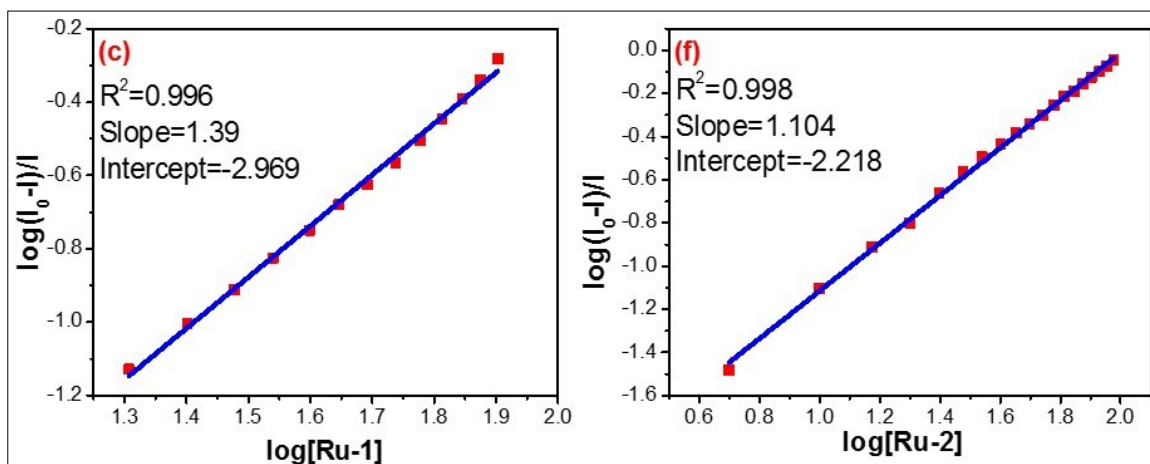 (c)
R²=0.996
Slope=1.39
Intercept=-2.969
log(I₀-I)/I
-0.2
-0.4
-0.6
-0.8
-1.0
-1.2
1.3 1.4 1.5 1.6 1.7 1.8 1.9 2.0
log[Ru-1]
(f)
R²=0.998
Slope=1.104
Intercept=-2.218
log(I₀-I)/I
0.0
-0.2
-0.4
-0.6
-0.8
-1.0
-1.2
-1.4
-1.6
0.6 0.8 1.0 1.2 1.4 1.6 1.8 2.0
log[Ru-2]